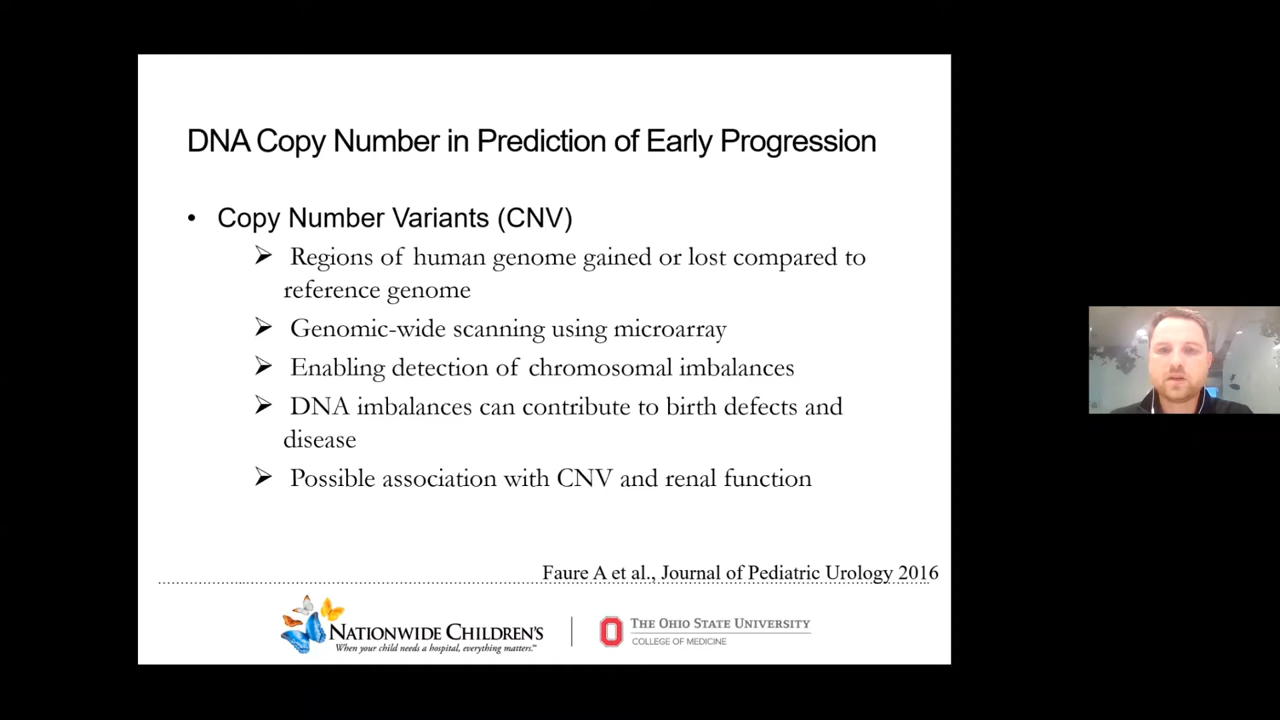 DNA Copy Number in Prediction of Early Progression
• Copy Number Variants (CNV)
➢ Regions of human genome gained or lost compared to
reference genome
➢ Genomic-wide scanning using microarray
➢ Enabling detection of chromosomal imbalances
➢ DNA imbalances can contribute to birth defects and
disease
➢ Possible association with CNV and renal function
Faure A et al., Journal of Pediatric Urology 2016
NATIONWIDE CHILDREN'S
When your child needs a hospital, everything matters.℠
THE OHIO STATE UNIVERSITY
COLLEGE OF MEDICINE